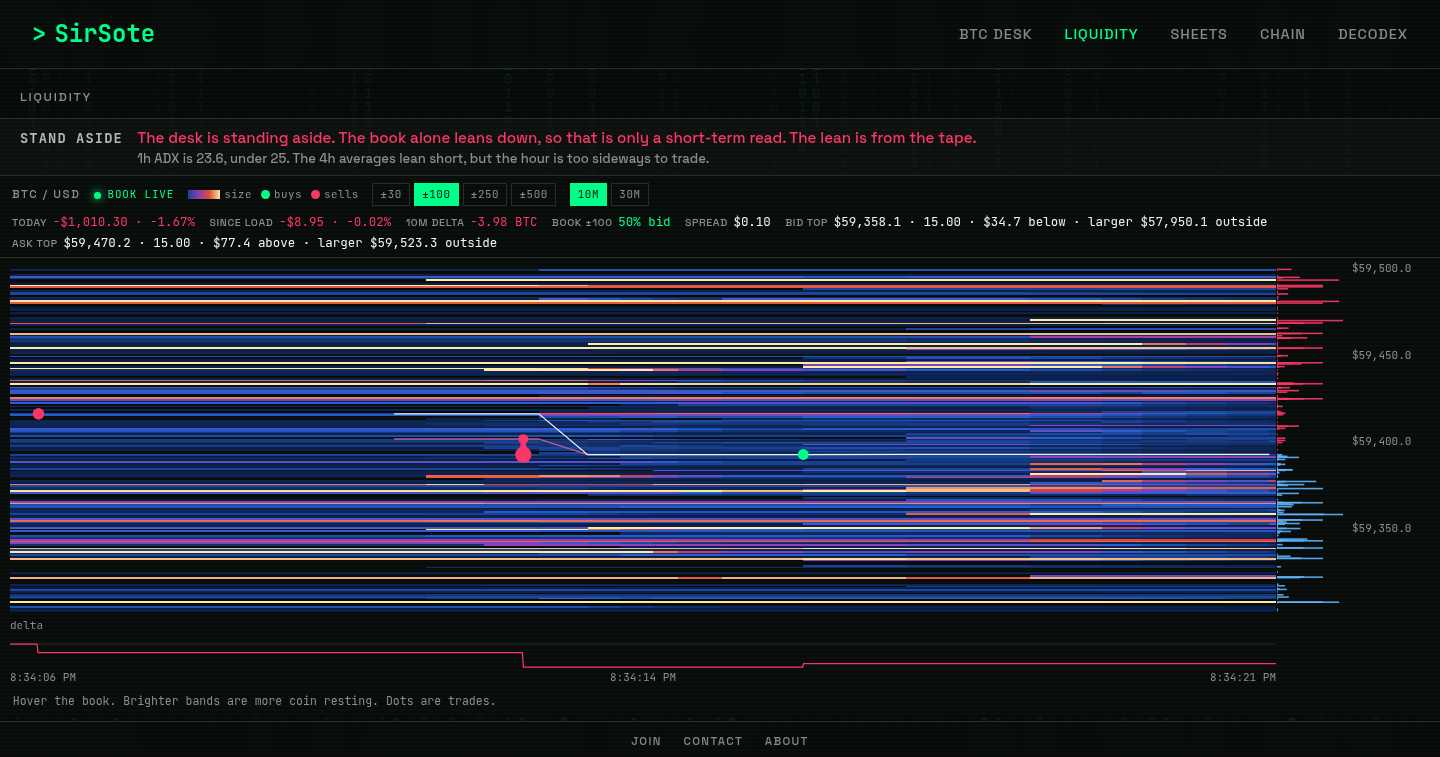 > SirSote
BTC DESK LIQUIDITY SHEETS CHAIN DECODEX
LIQUIDITY
STAND ASIDE The desk is standing aside. The book alone leans down, so that is only a short-term read. The lean is from the tape.
1h ADX is 23.6, under 25. The 4h averages lean short, but the hour is too sideways to trade.
BTC / USD BOOK LIVE size buys sells ±30 ±100 ±250 ±500 10M 30M
TODAY -$1,010.30 · -1.67% SINCE LOAD -$8.95 · -0.02% 10M DELTA -3.98 BTC BOOK ±100 50% bid SPREAD $0.10 BID TOP $59,358.1 · 15.00 · $34.7 below · larger $57,950.1 outside
ASK TOP $59,470.2 · 15.00 · $77.4 above · larger $59,523.3 outside
$59,500.0
$59,450.0
$59,400.0
$59,350.0
delta
8:34:06 PM 8:34:14 PM 8:34:21 PM
Hover the book. Brighter bands are more coin resting. Dots are trades.
JOIN CONTACT ABOUT